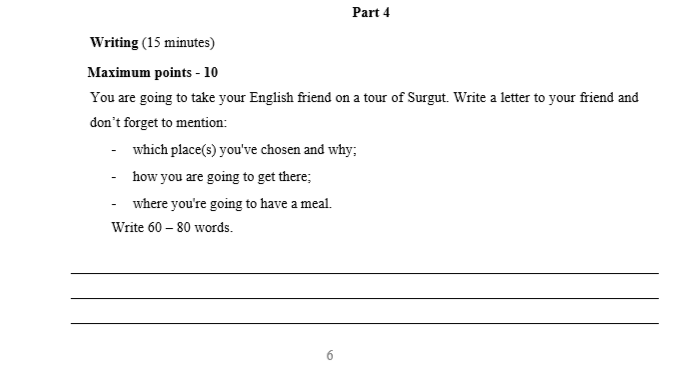 Part 4
Writing (15 minutes)
Maximum points - 10
You are going to take your English friend on a tour of Surgut. Write a letter to your friend and
don't forget to mention:
- which place(s) you've chosen and why;
- how you are going to get there;
- where you're going to have a meal.
Write 60 – 80 words.
6